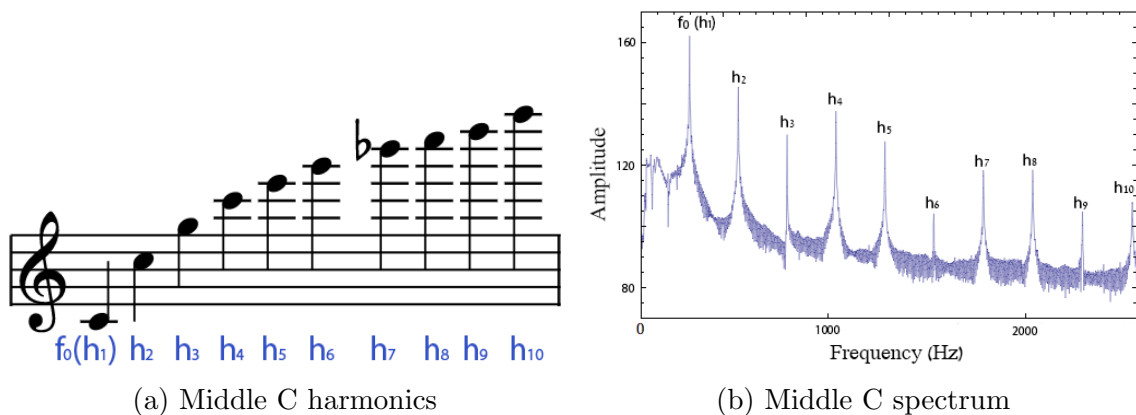 f₀(h₁) h₂ h₃ h₄ h₅ h₆ h₇ h₈ h₉ h₁₀
(a) Middle C harmonics
f₀ (h₁)
h₂
h₃
h₄
h₅
h₆
h₇
h₈
h₉
h₁₀
160
120
80
Amplitude
0 1000 2000
Frequency (Hz)
(b) Middle C spectrum